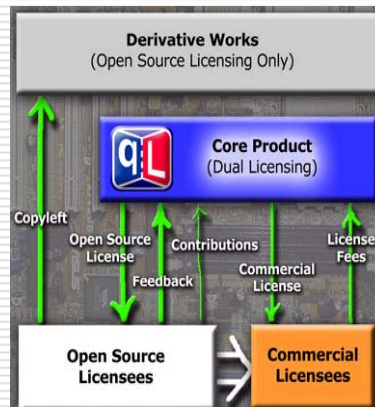 Derivative Works
(Open Source Licensing Only)
qL
Core Product
(Dual Licensing)
Copyleft
Open Source
License
Feedback
Contributions
Commercial
License
License
Fees
Open Source
Licensees
Commercial
Licensees